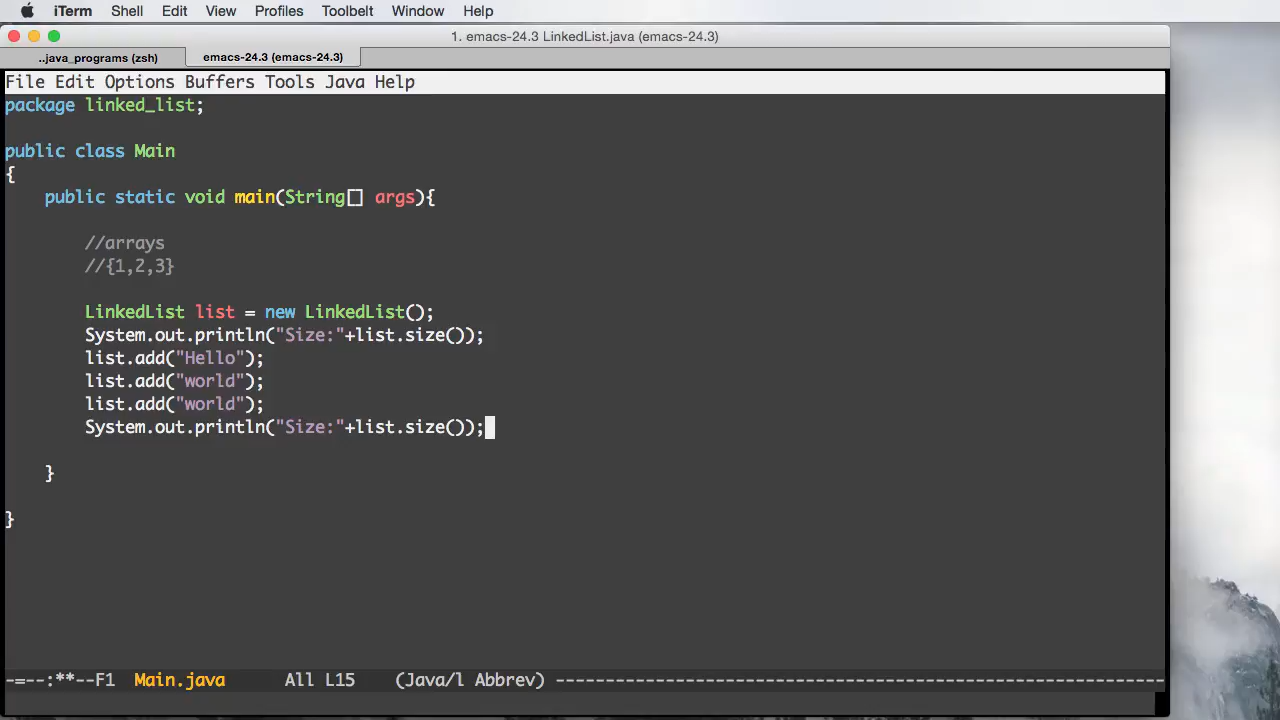 iTerm Shell Edit View Profiles Toolbelt Window Help
1. emacs-24.3 LinkedList.java (emacs-24.3)
..java_programs (zsh) emacs-24.3 (emacs-24.3)
File Edit Options Buffers Tools Java Help
package linked_list;
public class Main
{
public static void main(String[] args){
//arrays
//{1,2,3}
LinkedList list = new LinkedList();
System.out.println("Size:"+list.size());
list.add("Hello");
list.add("world");
list.add("world");
System.out.println("Size:"+list.size());
}
}
-=--:**--F1 Main.java All L15 (Java/l Abbrev) -------------------------------------------------------------